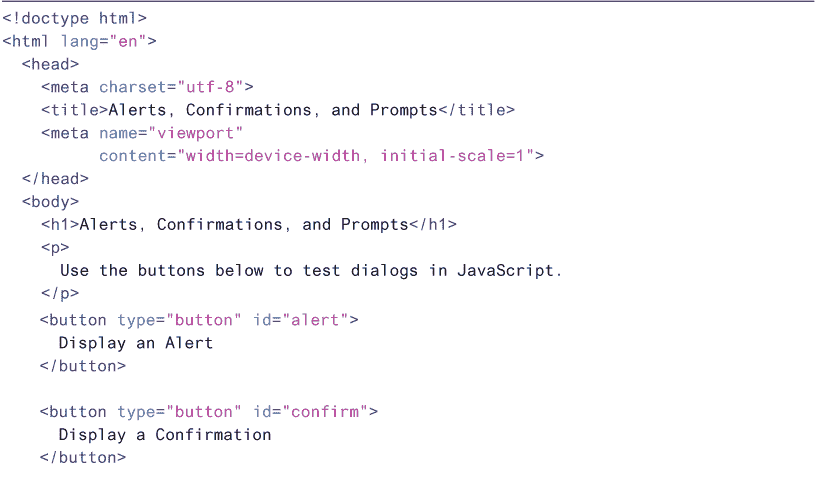 <!doctype html>
<html lang="en">
  <head>
    <meta charset="utf-8">
    <title>Alerts, Confirmations, and Prompts</title>
    <meta name="viewport"
          content="width=device-width, initial-scale=1">
  </head>
  <body>
    <h1>Alerts, Confirmations, and Prompts</h1>
    <p>
      Use the buttons below to test dialogs in JavaScript.
    </p>
    <button type="button" id="alert">
      Display an Alert
    </button>

    <button type="button" id="confirm">
      Display a Confirmation
    </button>